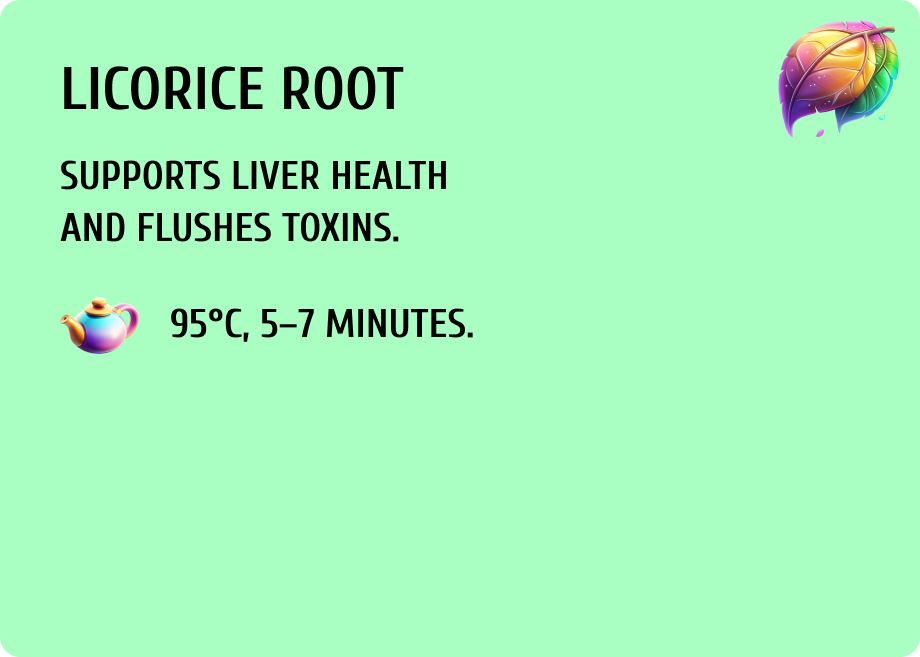 LICORICE ROOT
SUPPORTS LIVER HEALTH
AND FLUSHES TOXINS.
95°C, 5–7 MINUTES.